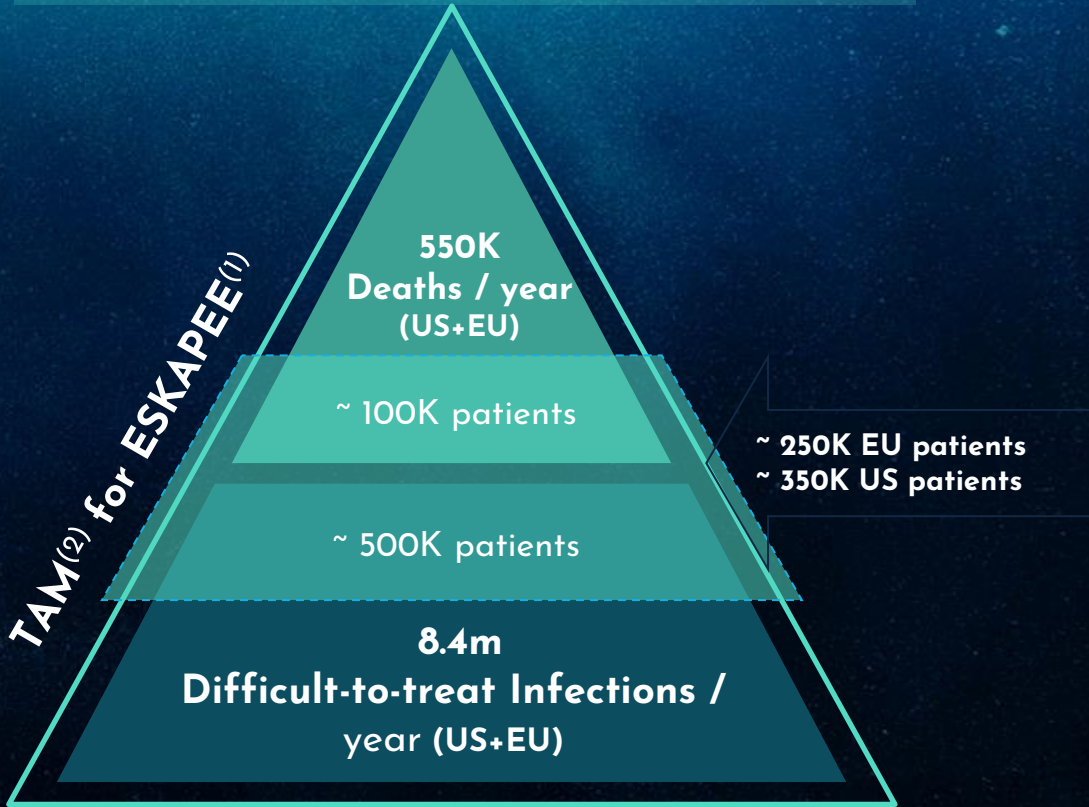 TAM(2) for ESKAPEE(1)
550K
Deaths / year
(US+EU)
~ 100K patients
~ 250K EU patients
~ 350K US patients
~ 500K patients
8.4m
Difficult-to-treat Infections /
year (US+EU)